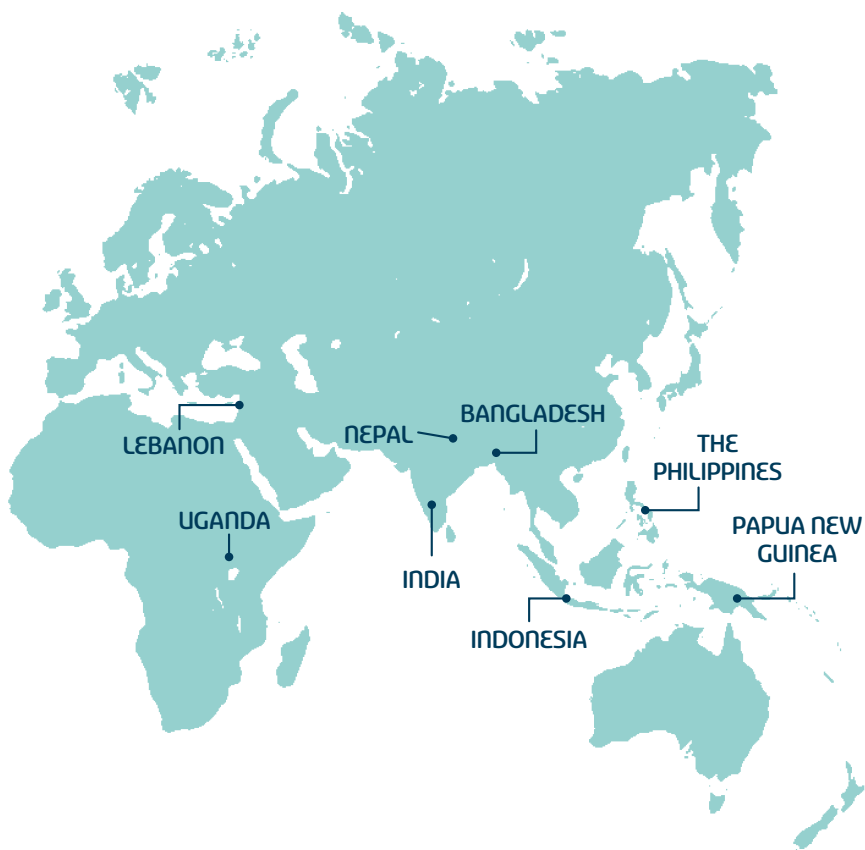 BANGLADESH
NEPAL
LEBANON
THE
PHILIPPINES
UGANDA
PAPUA NEW
GUINEA
INDIA
INDONESIA